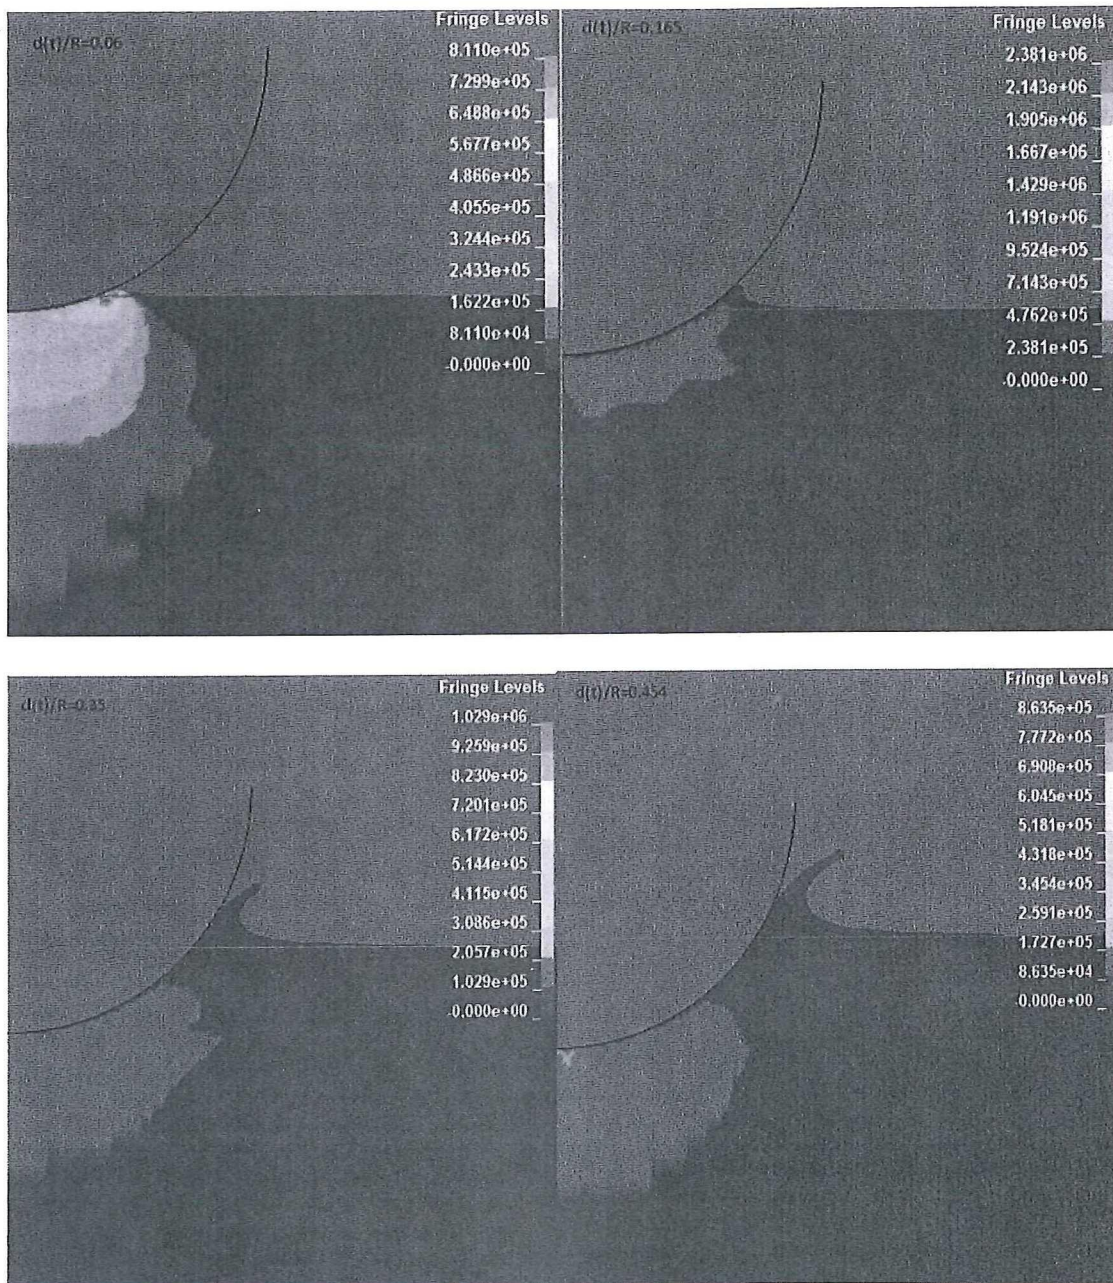 Fringe Levels
d(t)/R=0.06
8.110e+05
7.299e+05
6.488e+05
5.677e+05
4.866e+05
4.055e+05
3.244e+05
2.433e+05
1.622e+05
8.110e+04
-0.000e+00
Fringe Levels
d(t)/R=0.165
2.381e+06
2.143e+06
1.905e+06
1.667e+06
1.429e+06
1.191e+06
9.524e+05
7.143e+05
4.762e+05
2.381e+05
-0.000e+00
Fringe Levels
d(t)/R=0.35
1.029e+06
9.259e+05
8.230e+05
7.201e+05
6.172e+05
5.144e+05
4.115e+05
3.086e+05
2.057e+05
1.029e+05
-0.000e+00
Fringe Levels
d(t)/R=0.454
8.635e+05
7.772e+05
6.908e+05
6.045e+05
5.181e+05
4.318e+05
3.454e+05
2.591e+05
1.727e+05
8.635e+04
-0.000e+00